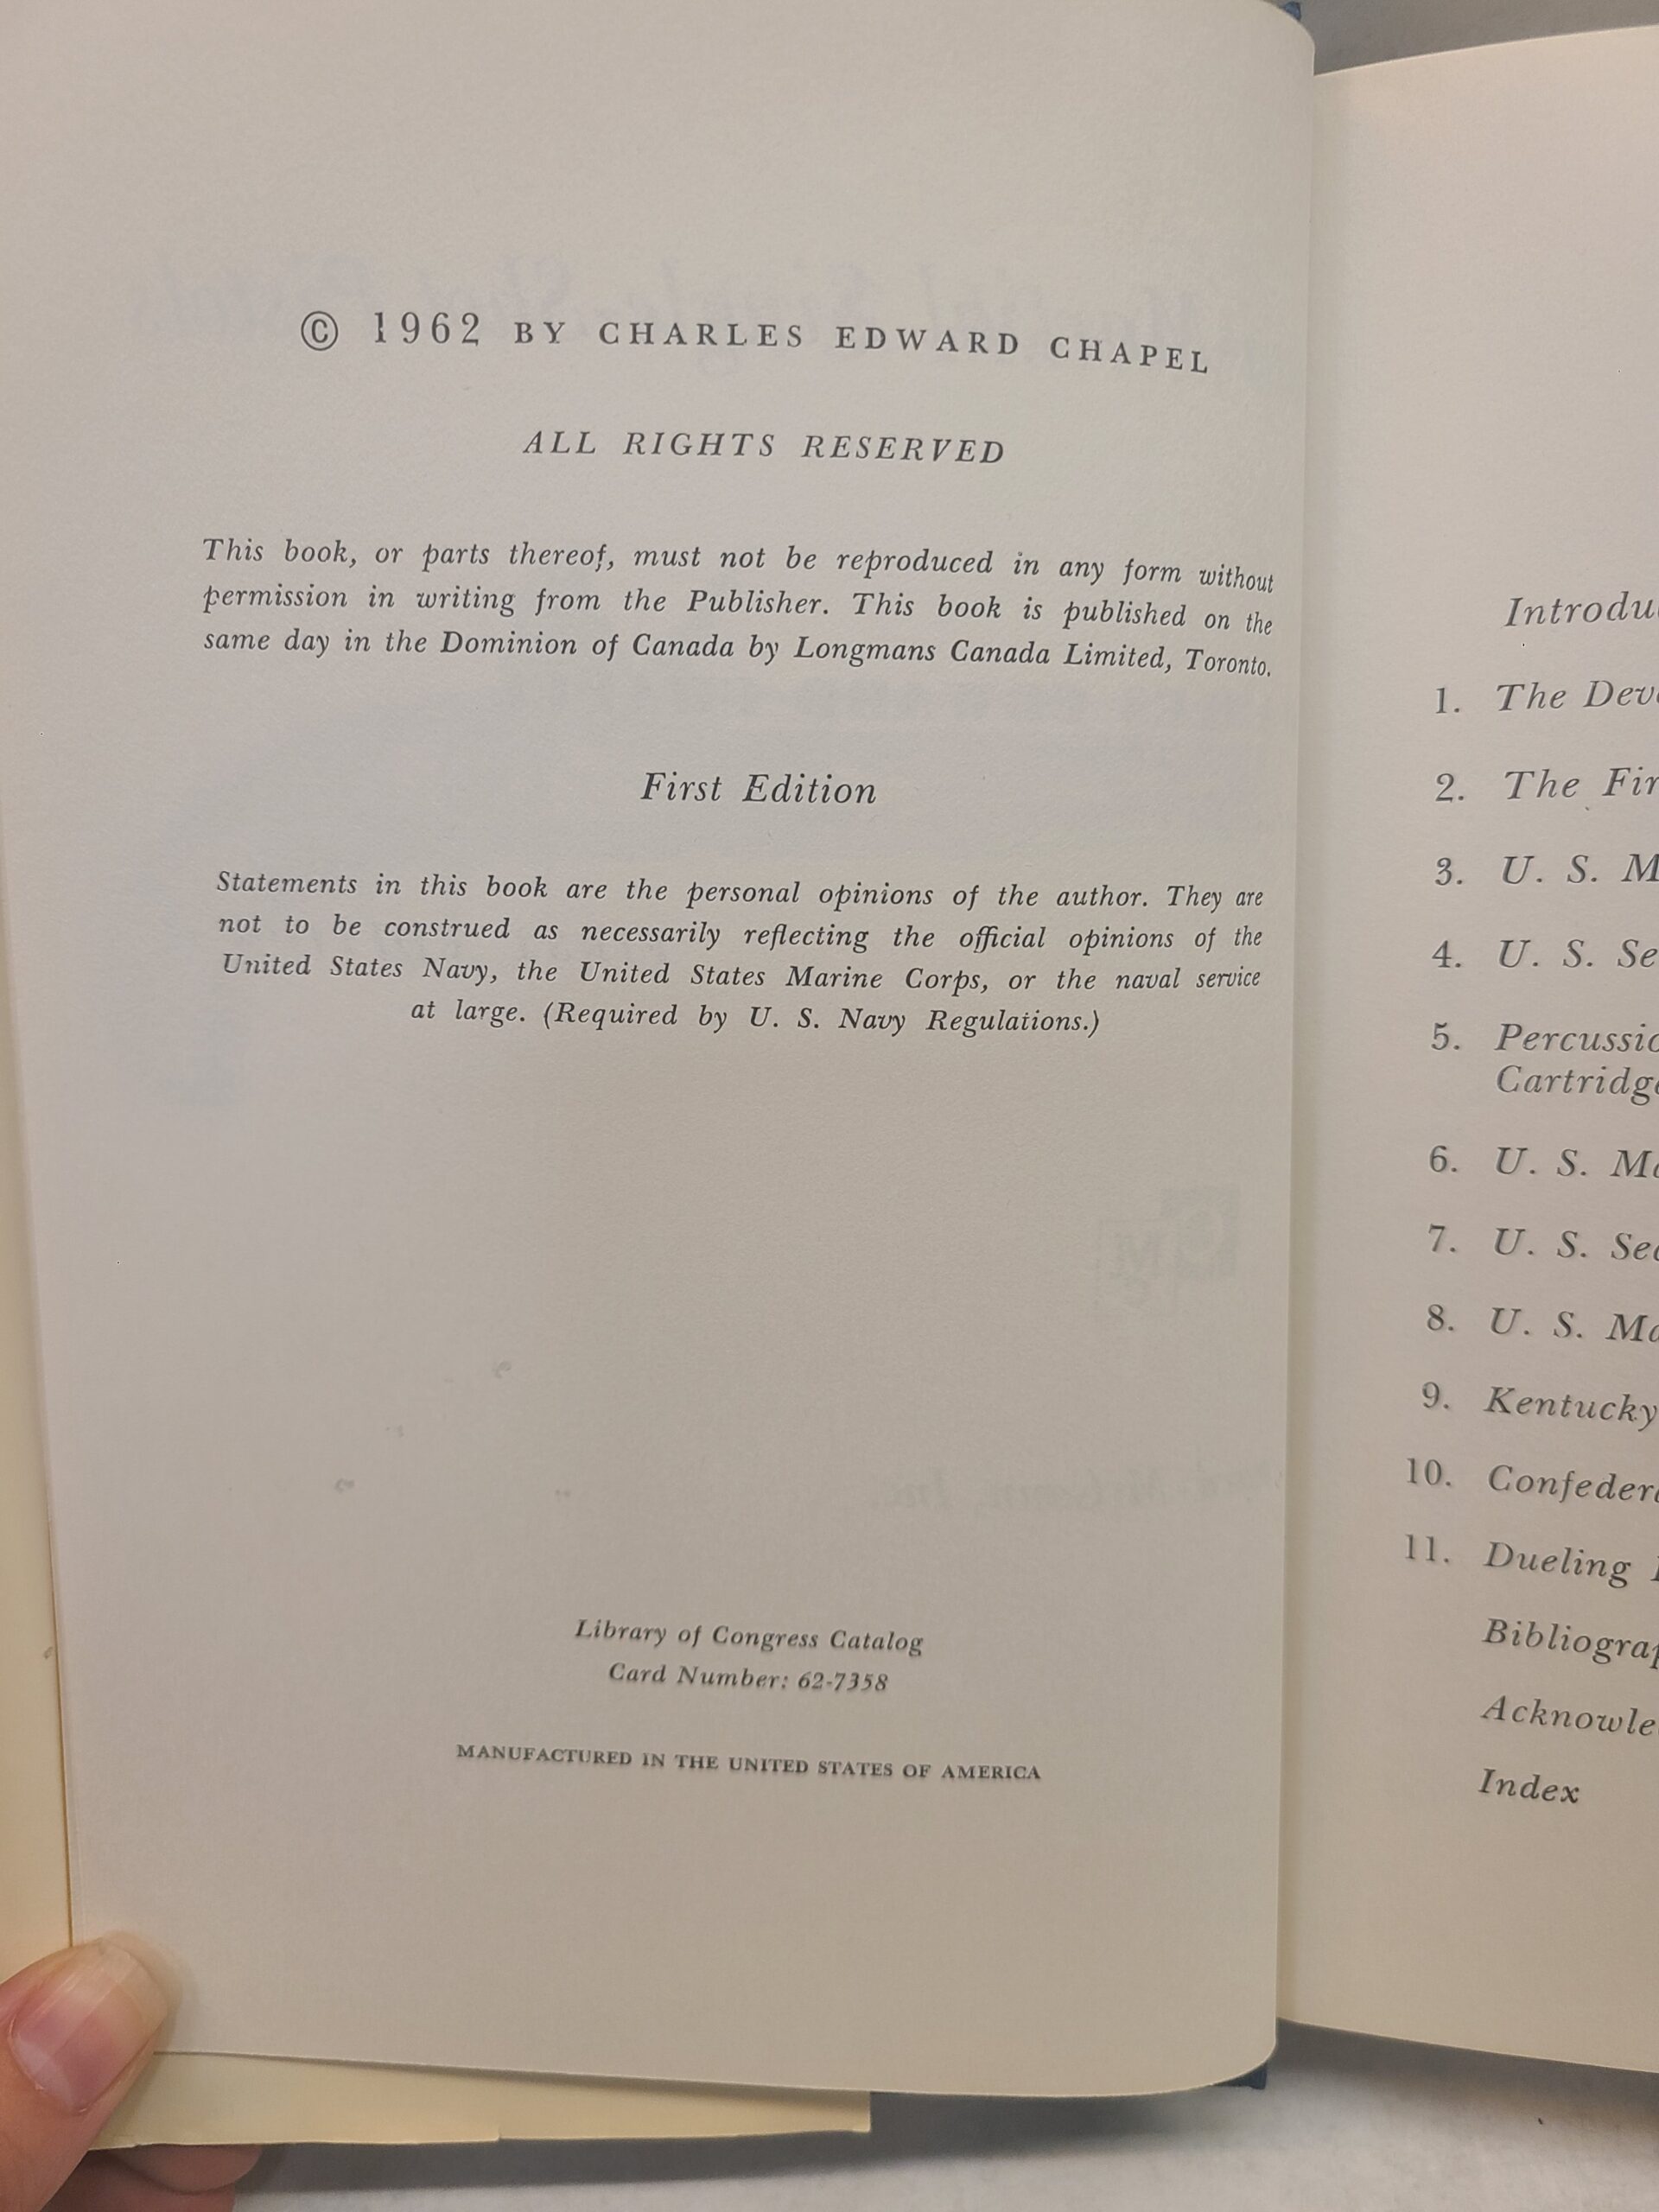 © 1962 BY CHARLES EDWARD CHAPEL
ALL RIGHTS RESERVED
This book, or parts thereof, must not be reproduced in any form without
permission in writing from the Publisher. This book is published on the
same day in the Dominion of Canada by Longmans Canada Limited, Toronto.
First Edition
Statements in this book are the personal opinions of the author. They are
not to be construed as necessarily reflecting the official opinions of the
United States Navy, the United States Marine Corps, or the naval service
at large. (Required by U. S. Navy Regulations.)
Library of Congress Catalog
Card Number: 62-7358
MANUFACTURED IN THE UNITED STATES OF AMERICA
1. The
2. The
3. U. S.
4. U. S.
5.
6. U. S.
7. U. S.
8. U. S.
9. Kentucky
10.
11. Dueling
Index